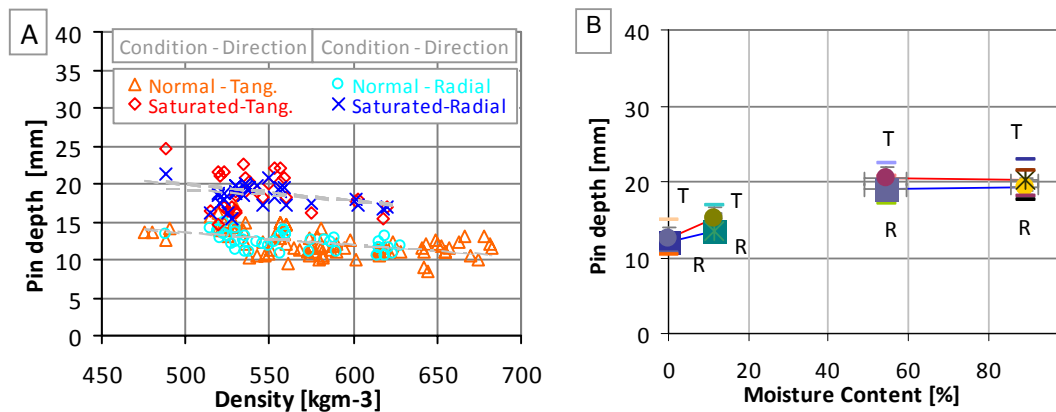 A
Condition - Direction Condition - Direction
Normal - Tang. Normal - Radial
Saturated-Tang. Saturated-Radial
Pin depth [mm]
40
35
30
25
20
15
10
5
0
450 500 550 600 650 700
Density [kgm-3]
B
Pin depth [mm]
40
30
20
10
0
T T T T
R R R R
0 20 40 60 80
Moisture Content [%]